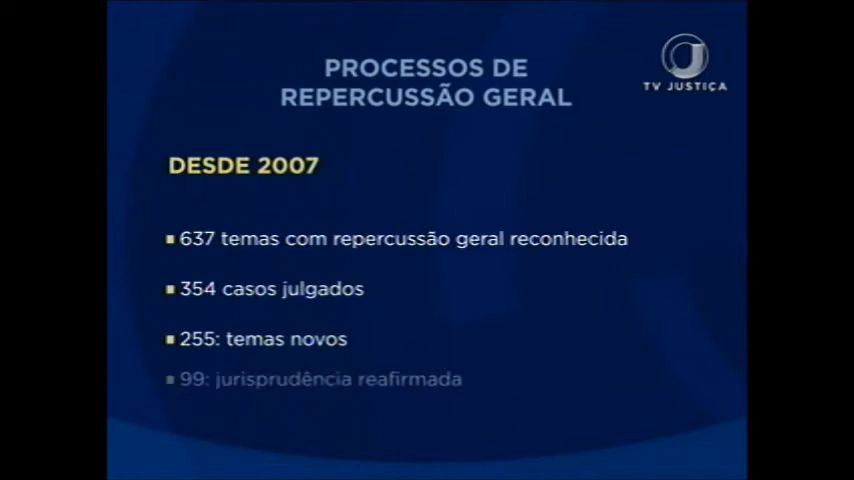 PROCESSOS DE
REPERCUSSÃO GERAL
TV JUSTIÇA
DESDE 2007
637 temas com repercussão geral reconhecida
354 casos julgados
255: temas novos
99: jurisprudência reafirmada